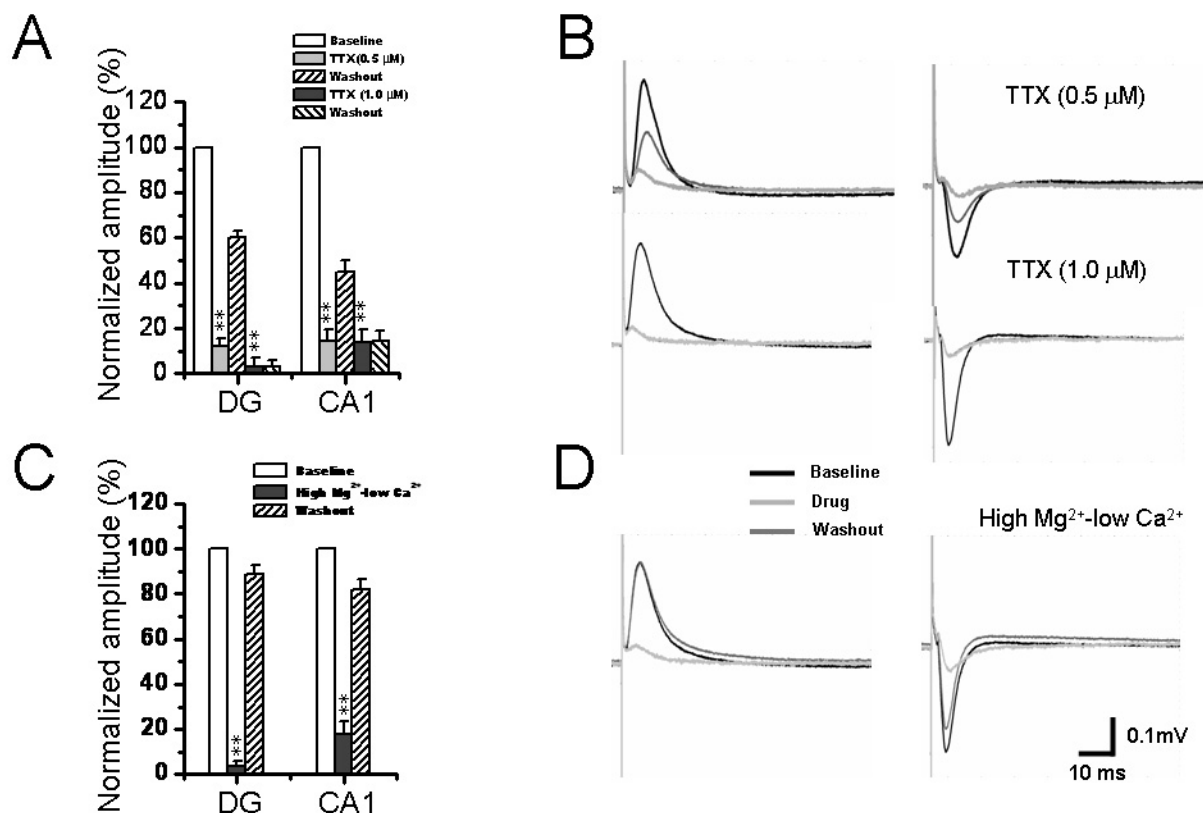 A
Baseline
TTX(0.5 μM)
Washout
TTX (1.0 μM)
Washout
Normalized amplitude (%)
120
100
80
60
40
20
0
**
**
**
**
DG
CA1
B
TTX (0.5 μM)
TTX (1.0 μM)
C
Baseline
High Mg²⁺-low Ca²⁺
Washout
Normalized amplitude (%)
120
100
80
60
40
20
0
**
**
DG
CA1
D
Baseline
Drug
Washout
High Mg²⁺-low Ca²⁺
0.1mV
10 ms